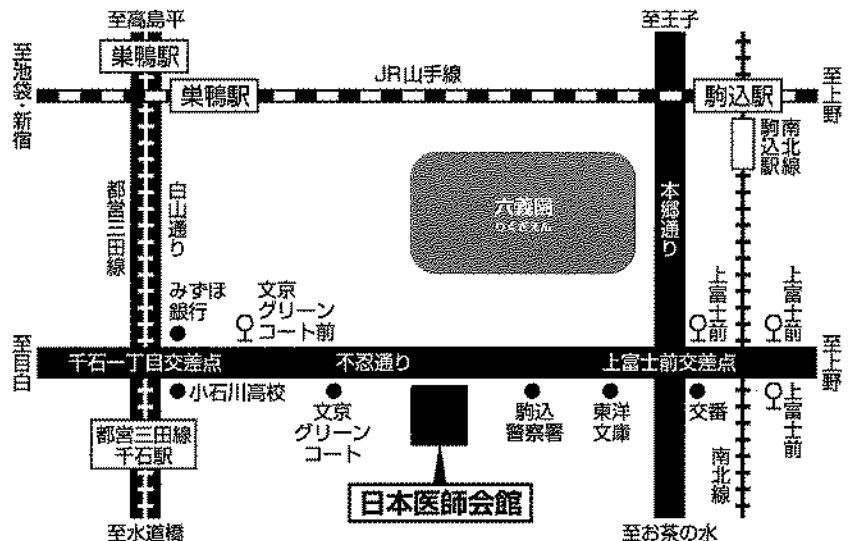 至高島平
至王子
巣鴨駅
至池袋・新宿
巣鴨駅
JR山手線
駒込駅
至上野
南北線
駒込駅
都営三田線
白山通り
六義園
りくぎえん
本郷通り
みずほ
銀行
文京
グリーン
コート前
上富士前
上富士前
至目白
千石一丁目交差点
不忍通り
上富士前交差点
至上野
小石川高校
文京
グリーン
コート
駒込
警察署
東洋
文庫
交番
上富士前
都営三田線
千石駅
南北線
日本医師会館
至水道橋
至お茶の水